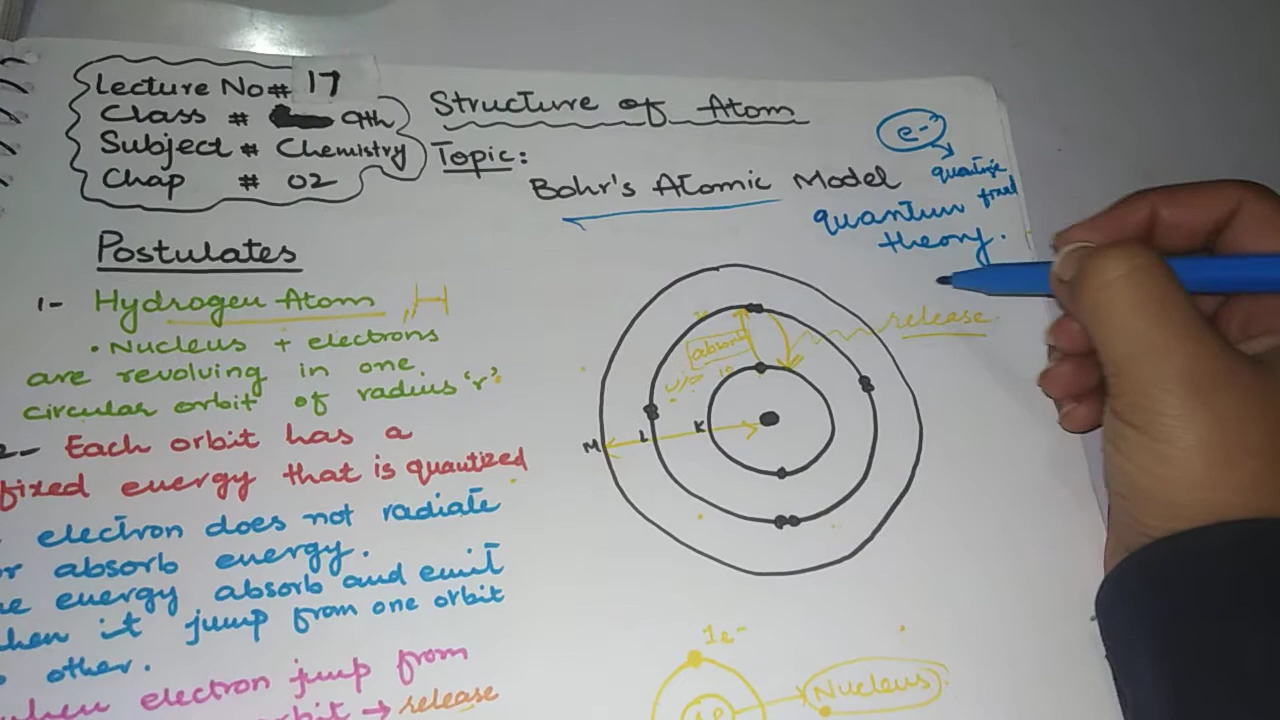 Lecture No# 17
Class # 9th
Subject # Chemistry
Chap # 02
Structure of Atom
Topic:
Bohr's Atomic Model
e-
quantum
theory.
Postulates
1- Hydrogen Atom, H
• Nucleus + electrons
are revolving in one
circular orbit of radius 'r'
2- Each orbit has a
fixed energy that is quantized
electron does not radiate
or absorb energy.
energy absorb and emit
when it jump from one orbit
other.
when electron jump from
→ release
absorb
release
K
L
M
1e-
Nucleus